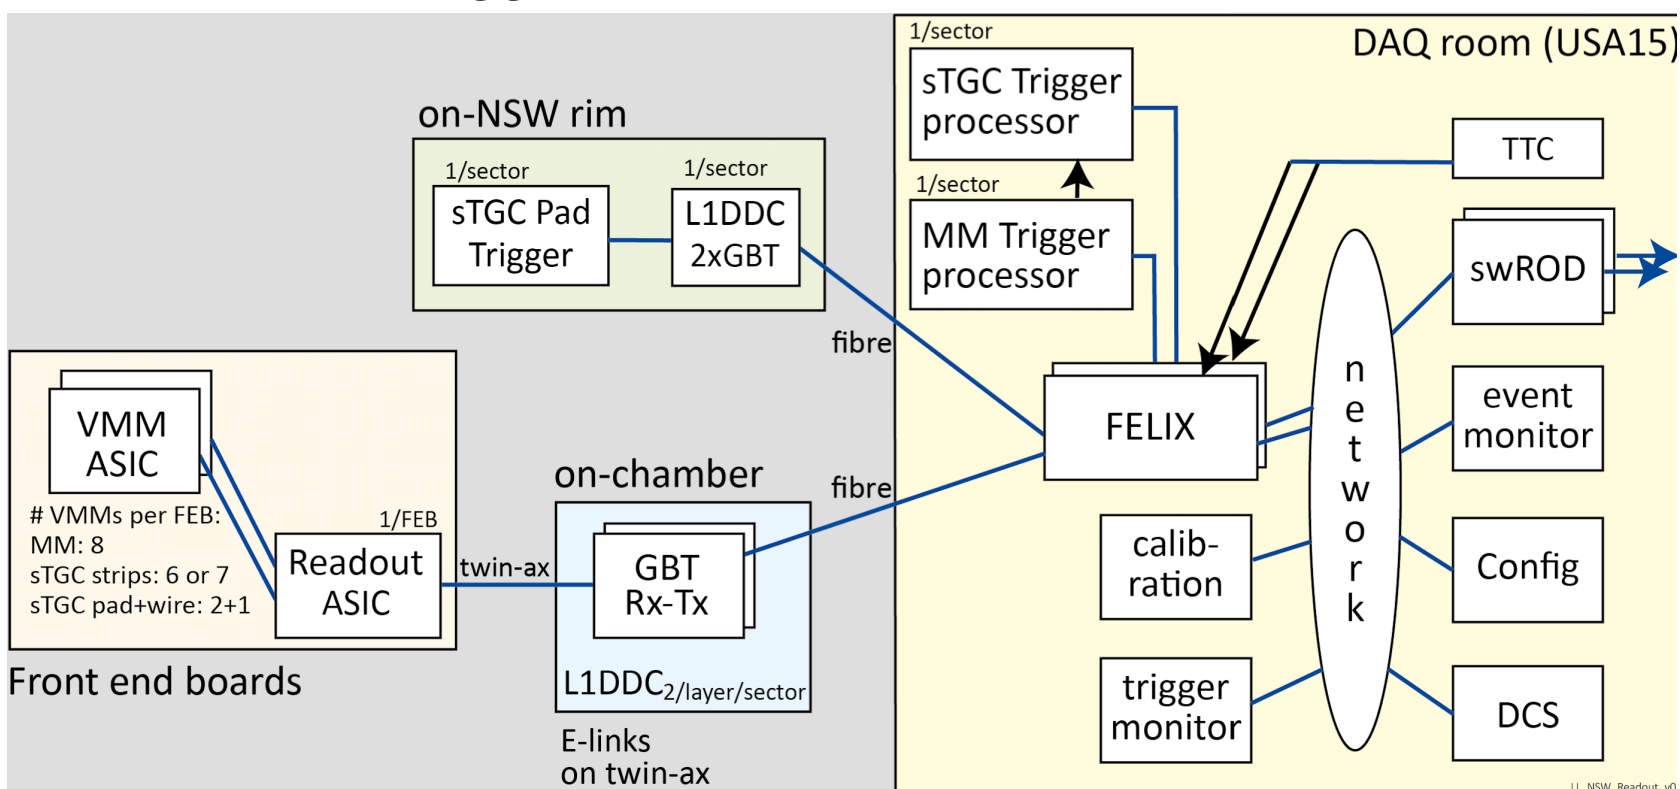 DAQ room (USA15)
1/sector
sTGC Trigger
processor
1/sector
MM Trigger
processor
on-NSW rim
1/sector
sTGC Pad
Trigger
1/sector
L1DDC
2xGBT
fibre
TTC
swROD
VMM
ASIC
# VMMs per FEB:
MM: 8
sTGC strips: 6 or 7
sTGC pad+wire: 2+1
1/FEB
Readout
ASIC
Front end boards
twin-ax
on-chamber
GBT
Rx-Tx
L1DDC2/layer/sector
E-links
on twin-ax
fibre
FELIX
network
event
monitor
calib-
ration
Config
trigger
monitor
DCS